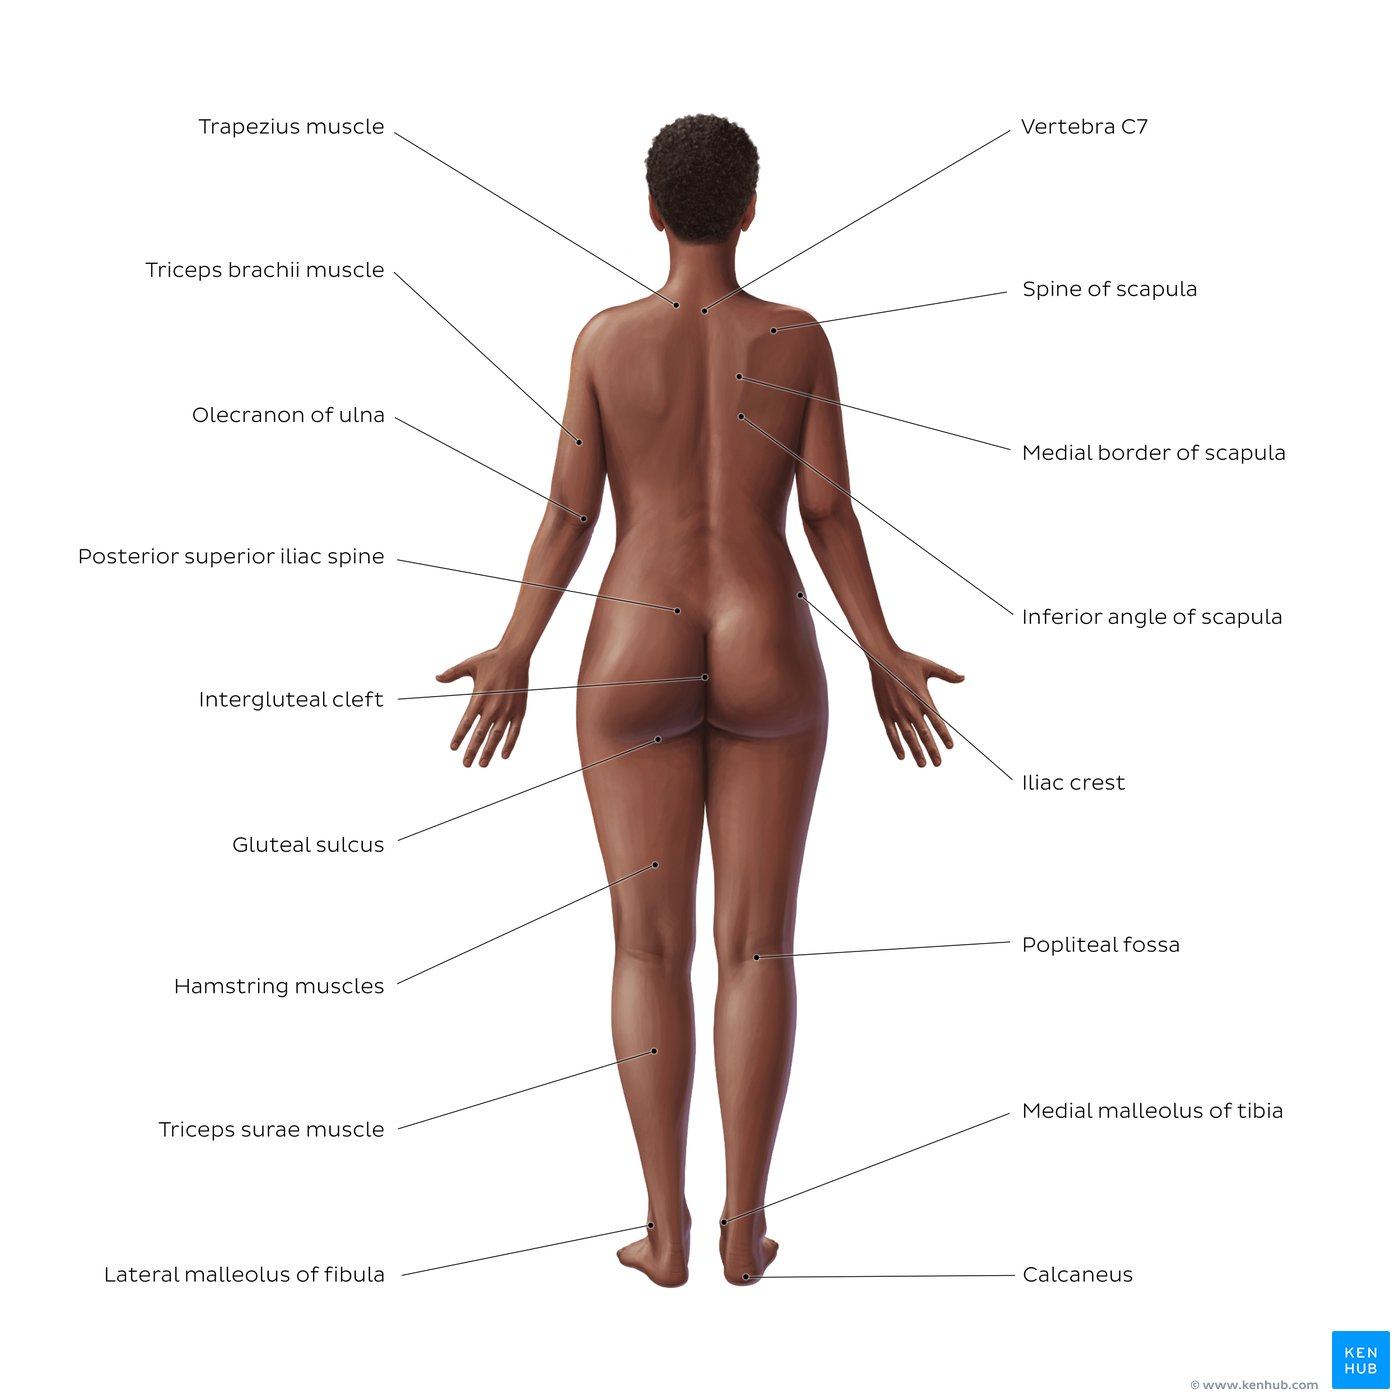 Trapezius muscle
Vertebra C7
Triceps brachii muscle
Spine of scapula
Olecranon of ulna
Medial border of scapula
Posterior superior iliac spine
Inferior angle of scapula
Intergluteal cleft
Iliac crest
Gluteal sulcus
Popliteal fossa
Hamstring muscles
Medial malleolus of tibia
Triceps surae muscle
Lateral malleolus of fibula
Calcaneus
KEN
HUB
© www.kenhub.com